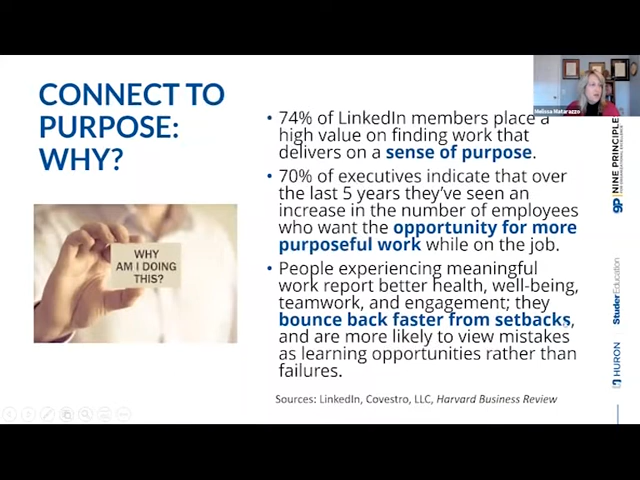 CONNECT TO
PURPOSE:
WHY?
WHY
AM I DOING
THIS?
• 74% of LinkedIn members place a
high value on finding work that
delivers on a sense of purpose.
• 70% of executives indicate that over
the last 5 years they've seen an
increase in the number of employees
who want the opportunity for more
purposeful work while on the job.
• People experiencing meaningful
work report better health, well-being,
teamwork, and engagement; they
bounce back faster from setbacks,
and are more likely to view mistakes
as learning opportunities rather than
failures.
Sources: LinkedIn, Covestro, LLC, Harvard Business Review
Melissa Matarazzo
9p NINE PRINCIPLE
StuderEducation
HURON